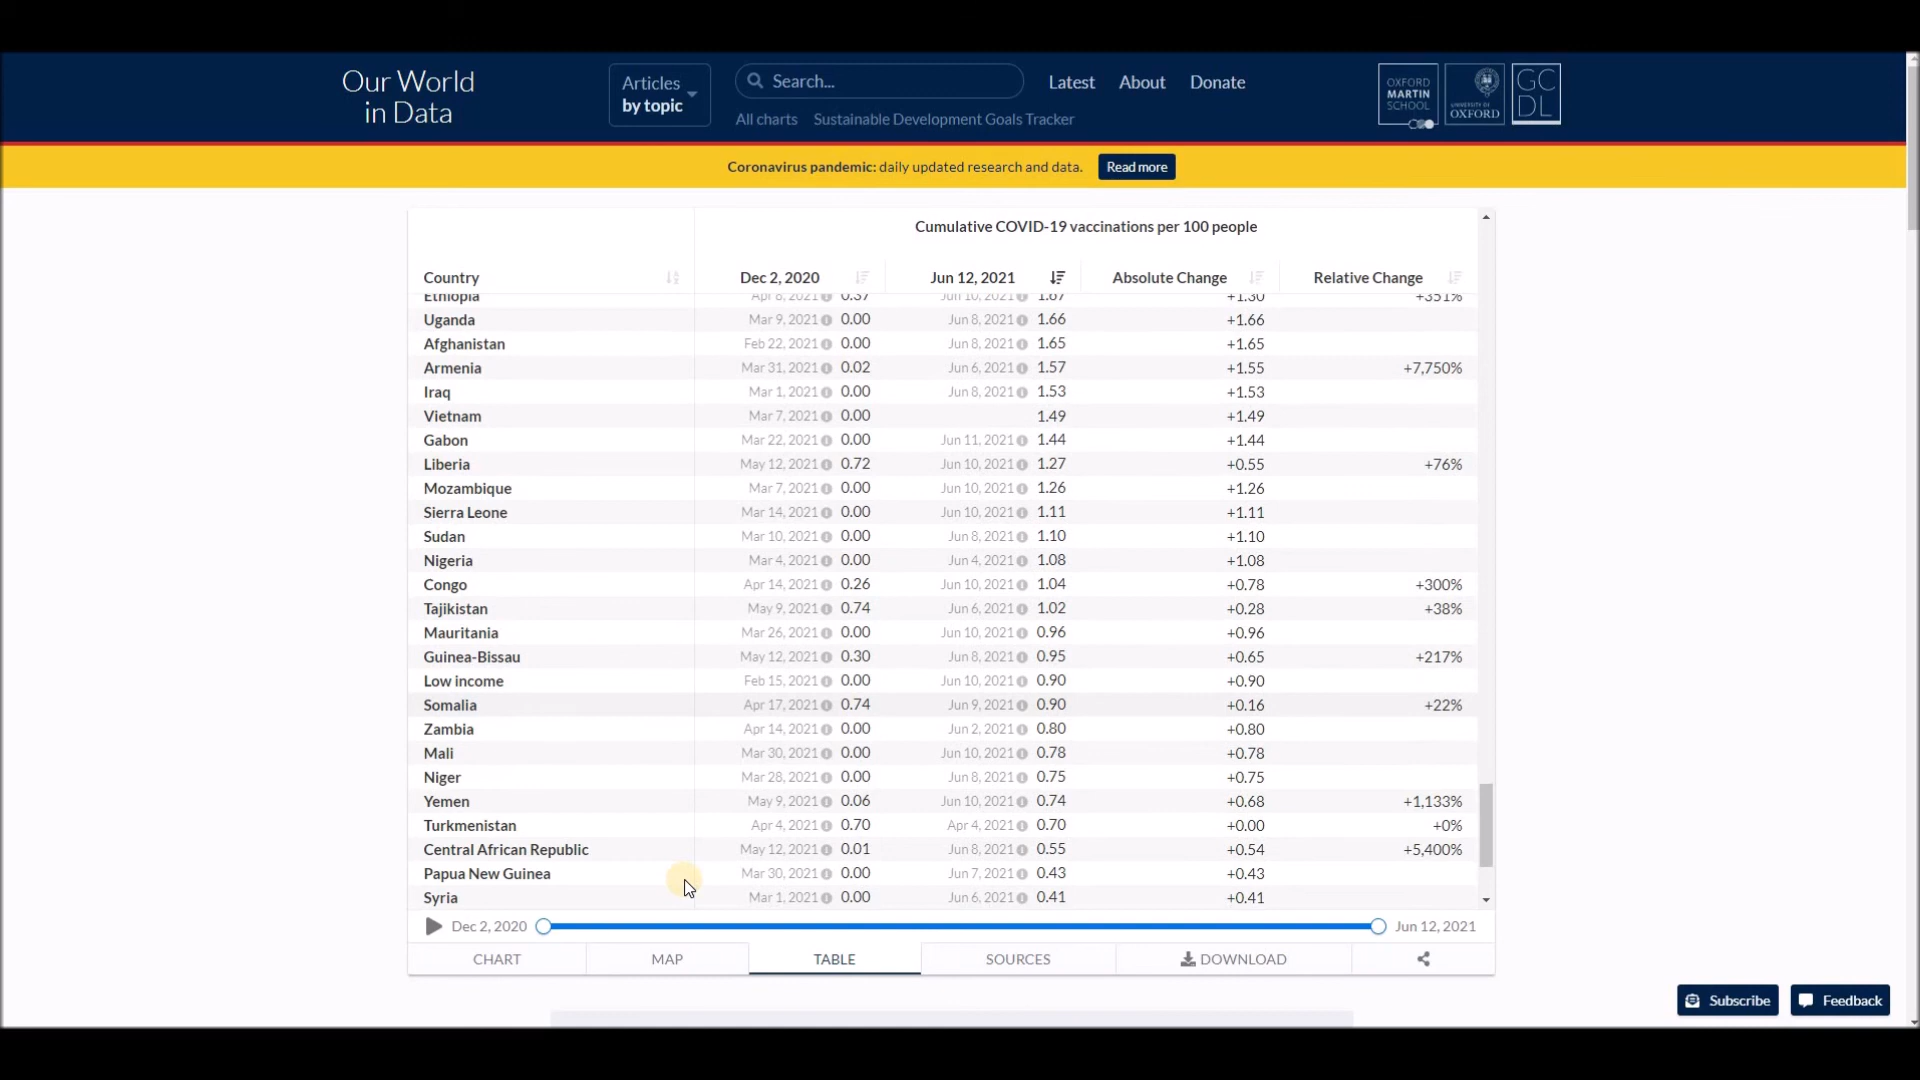 Our World
in Data
Articles
by topic
Search...
Latest About Donate
All charts Sustainable Development Goals Tracker
OXFORD
MARTIN
SCHOOL
UNIVERSITY OF
OXFORD
GC
DL
Coronavirus pandemic: daily updated research and data. Read more
Cumulative COVID-19 vaccinations per 100 people
Country Dec 2, 2020 Jun 12, 2021 Absolute Change Relative Change
Ethiopia Apr 8, 2021 0.37 Jun 10, 2021 1.67 +1.30 +351%
Uganda Mar 9, 2021 0.00 Jun 8, 2021 1.66 +1.66
Afghanistan Feb 22, 2021 0.00 Jun 8, 2021 1.65 +1.65
Armenia Mar 31, 2021 0.02 Jun 6, 2021 1.57 +1.55 +7,750%
Iraq Mar 1, 2021 0.00 Jun 8, 2021 1.53 +1.53
Vietnam Mar 7, 2021 0.00 1.49 +1.49
Gabon Mar 22, 2021 0.00 Jun 11, 2021 1.44 +1.44
Liberia May 12, 2021 0.72 Jun 10, 2021 1.27 +0.55 +76%
Mozambique Mar 7, 2021 0.00 Jun 10, 2021 1.26 +1.26
Sierra Leone Mar 14, 2021 0.00 Jun 10, 2021 1.11 +1.11
Sudan Mar 10, 2021 0.00 Jun 8, 2021 1.10 +1.10
Nigeria Mar 4, 2021 0.00 Jun 4, 2021 1.08 +1.08
Congo Apr 14, 2021 0.26 Jun 10, 2021 1.04 +0.78 +300%
Tajikistan May 9, 2021 0.74 Jun 6, 2021 1.02 +0.28 +38%
Mauritania Mar 26, 2021 0.00 Jun 10, 2021 0.96 +0.96
Guinea-Bissau May 12, 2021 0.30 Jun 8, 2021 0.95 +0.65 +217%
Low income Feb 15, 2021 0.00 Jun 10, 2021 0.90 +0.90
Somalia Apr 17, 2021 0.74 Jun 9, 2021 0.90 +0.16 +22%
Zambia Apr 14, 2021 0.00 Jun 2, 2021 0.80 +0.80
Mali Mar 30, 2021 0.00 Jun 10, 2021 0.78 +0.78
Niger Mar 28, 2021 0.00 Jun 8, 2021 0.75 +0.75
Yemen May 9, 2021 0.06 Jun 10, 2021 0.74 +0.68 +1,133%
Turkmenistan Apr 4, 2021 0.70 Apr 4, 2021 0.70 +0.00 +0%
Central African Republic May 12, 2021 0.01 Jun 8, 2021 0.55 +0.54 +5,400%
Papua New Guinea Mar 30, 2021 0.00 Jun 7, 2021 0.43 +0.43
Syria Mar 1, 2021 0.00 Jun 6, 2021 0.41 +0.41
Dec 2, 2020 Jun 12, 2021
CHART MAP TABLE SOURCES DOWNLOAD
Subscribe Feedback